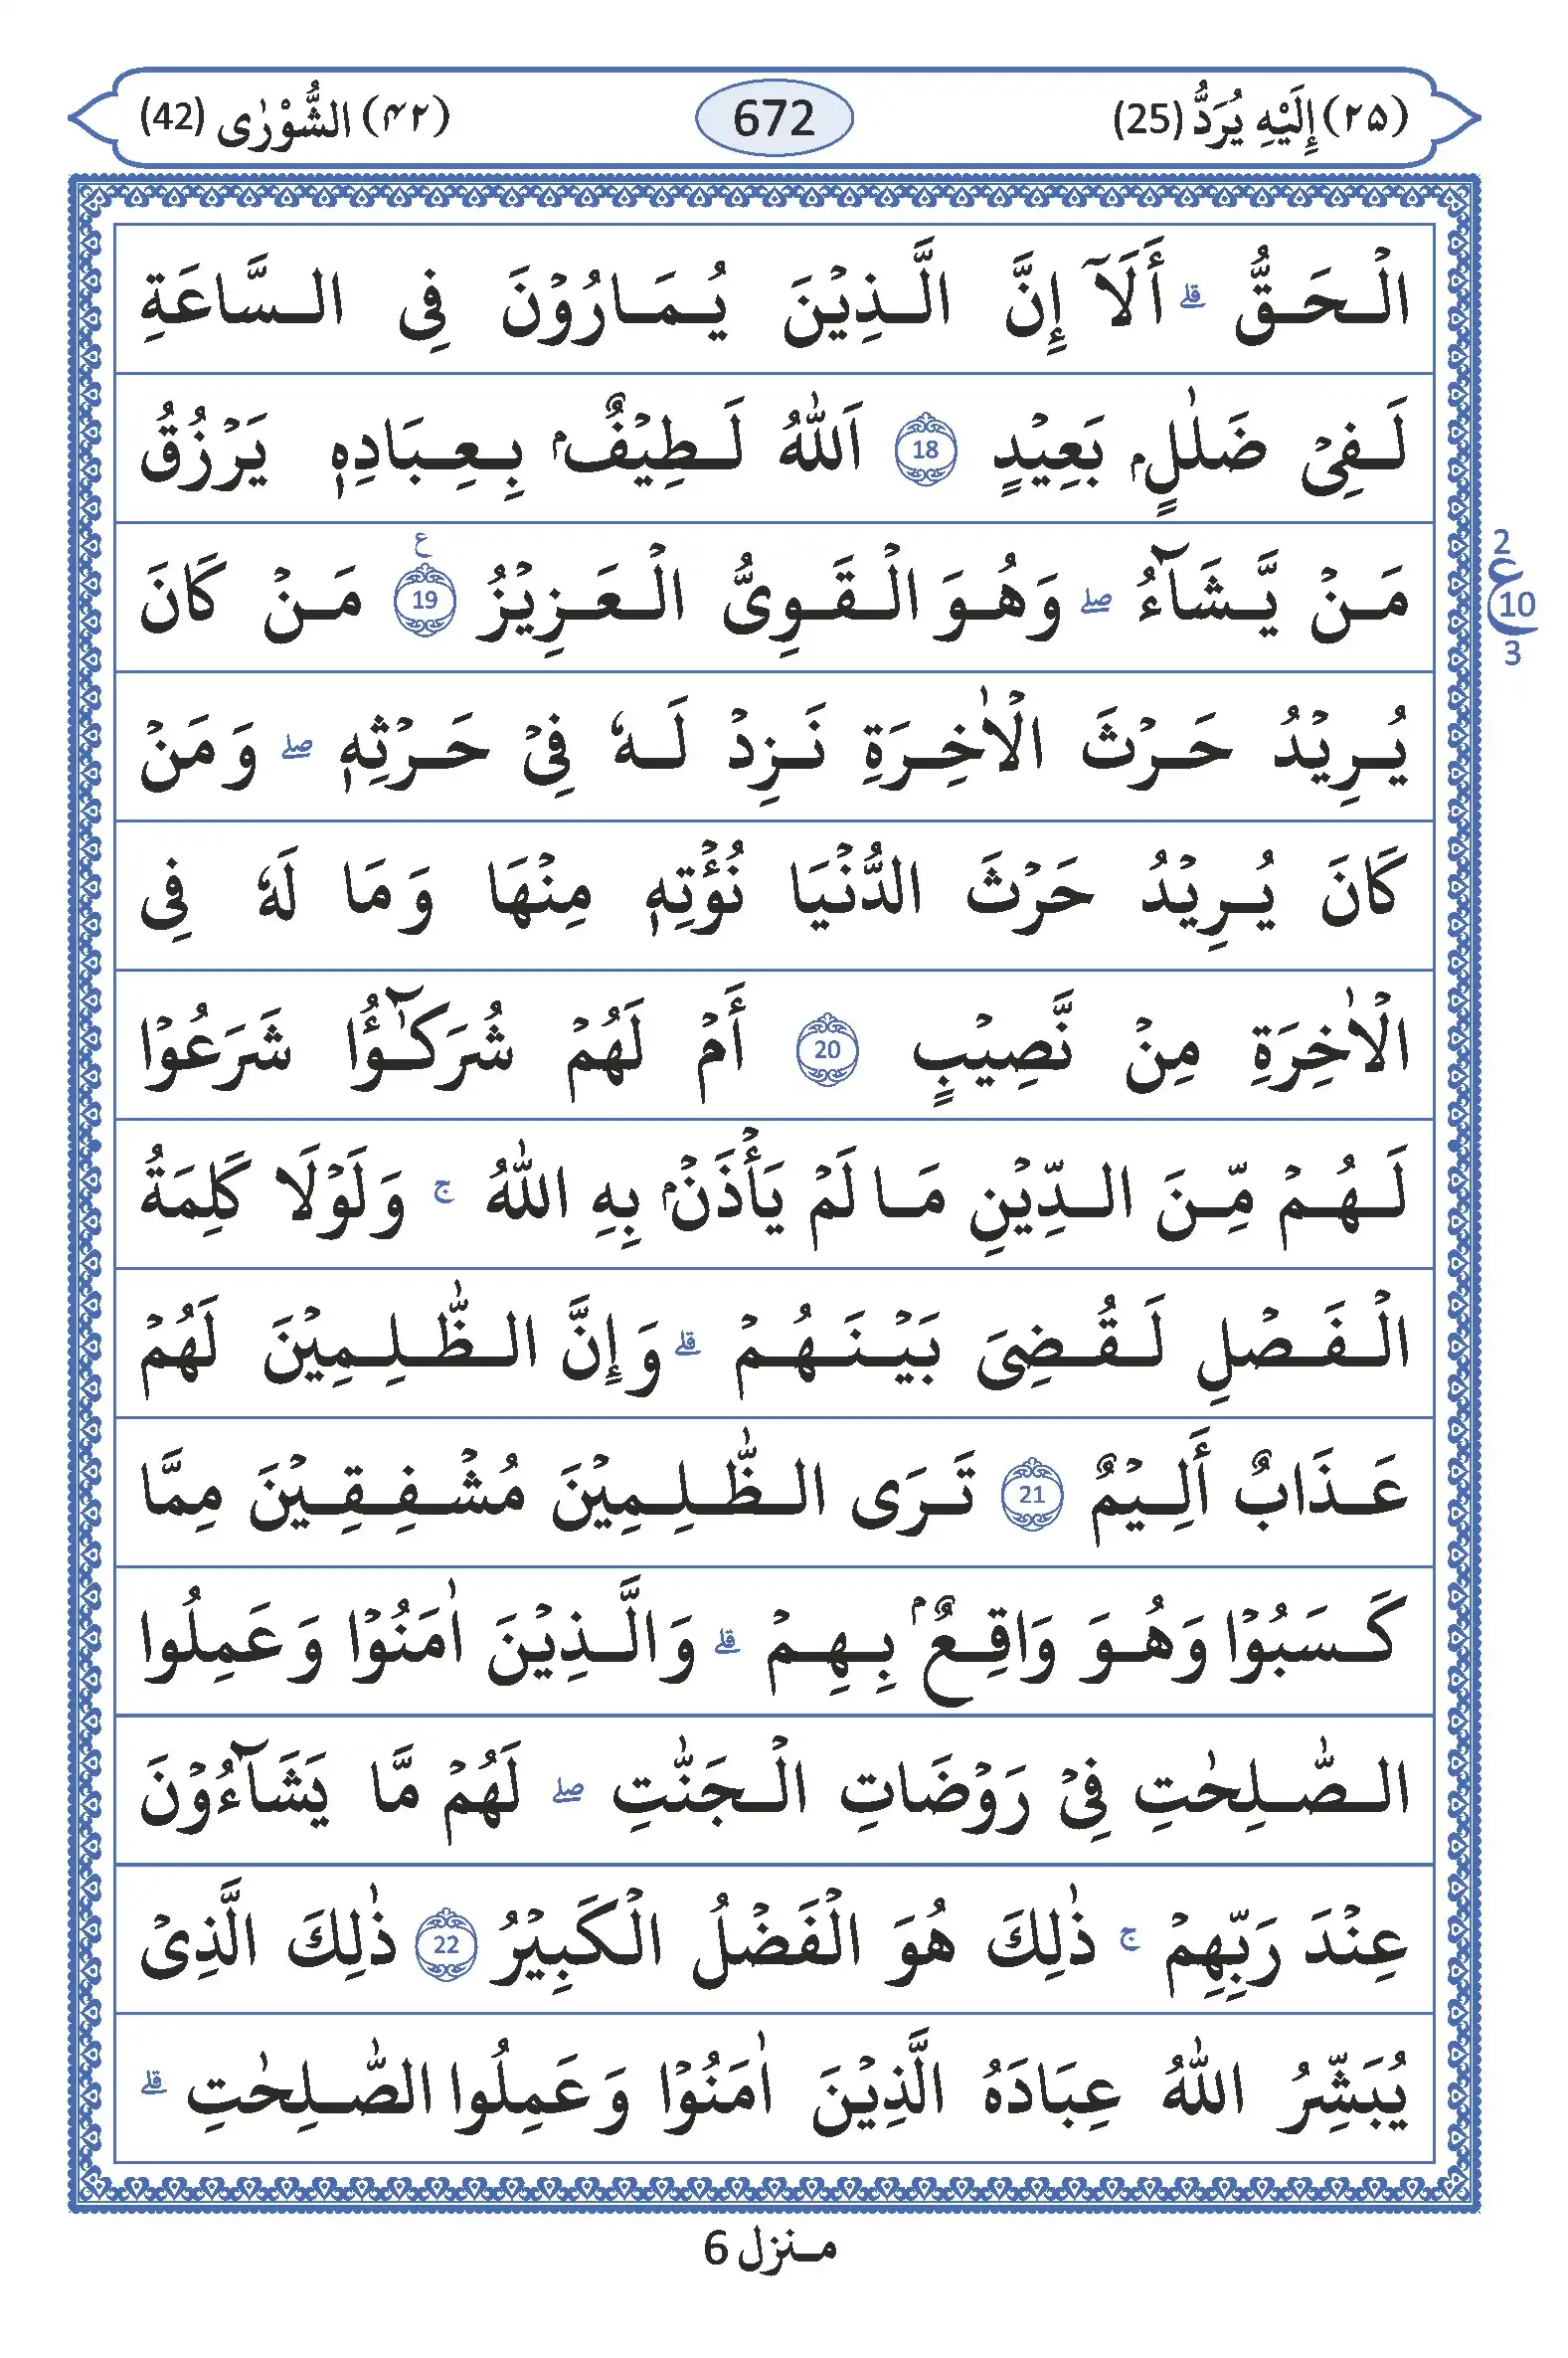 (۲۵) إِلَيْهِ يُرَدُّ (25) 672 (۴۲) الشُّوْرٰى (42)
الْحَقُّ ۗ أَلَآ إِنَّ الَّذِيْنَ يُمَارُوْنَ فِى السَّاعَةِ
لَفِىْ ضَلٰلٍۭ بَعِيْدٍ 18 اَللّٰهُ لَطِيْفٌۢ بِعِبَادِهٖ يَرْزُقُ
مَنْ يَّشَآءُ ۖ وَهُوَ الْقَوِىُّ الْعَزِيْزُ 19 ع مَنْ كَانَ
2 ع 10 3
يُرِيْدُ حَرْثَ الْاٰخِرَةِ نَزِدْ لَهٗ فِىْ حَرْثِهٖ ۖ وَمَنْ
كَانَ يُرِيْدُ حَرْثَ الدُّنْيَا نُؤْتِهٖ مِنْهَا وَمَا لَهٗ فِى
الْاٰخِرَةِ مِنْ نَّصِيْبٍ 20 أَمْ لَهُمْ شُرَكٰٓؤُا شَرَعُوْا
لَهُمْ مِّنَ الدِّيْنِ مَا لَمْ يَأْذَنْۢ بِهِ اللّٰهُ ۚ وَلَوْلَا كَلِمَةُ
الْفَصْلِ لَقُضِىَ بَيْنَهُمْ ۗ وَإِنَّ الظّٰلِمِيْنَ لَهُمْ
عَذَابٌ أَلِيْمٌ 21 تَرَى الظّٰلِمِيْنَ مُشْفِقِيْنَ مِمَّا
كَسَبُوْا وَهُوَ وَاقِعٌۢ بِهِمْ ۗ وَالَّذِيْنَ اٰمَنُوْا وَعَمِلُوا
الصّٰلِحٰتِ فِىْ رَوْضَاتِ الْجَنّٰتِ ۖ لَهُمْ مَّا يَشَآءُوْنَ
عِنْدَ رَبِّهِمْ ۚ ذٰلِكَ هُوَ الْفَضْلُ الْكَبِيْرُ 22 ذٰلِكَ الَّذِىْ
يُبَشِّرُ اللّٰهُ عِبَادَهُ الَّذِيْنَ اٰمَنُوْا وَعَمِلُوا الصّٰلِحٰتِ ۗ
منزل 6